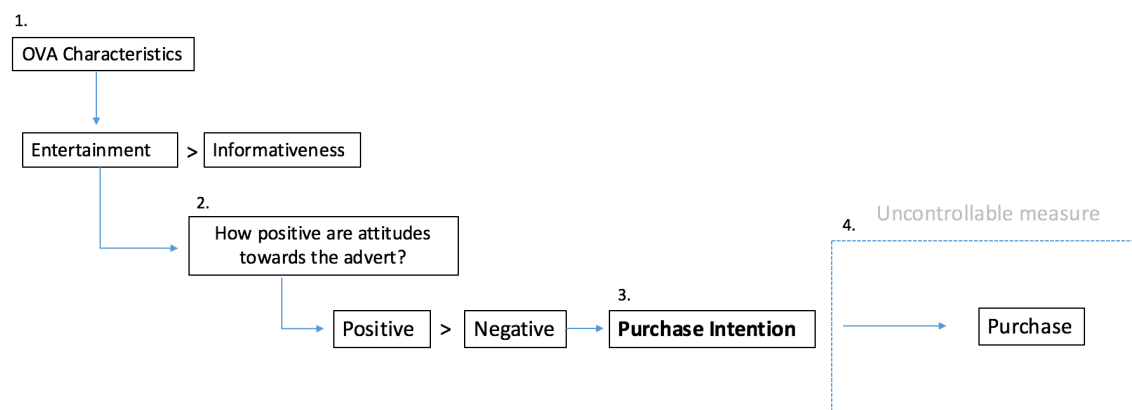 1.
OVA Characteristics
Entertainment > Informativeness
2.
How positive are attitudes
towards the advert?
Uncontrollable measure
4.
3.
Positive > Negative Purchase Intention
Purchase